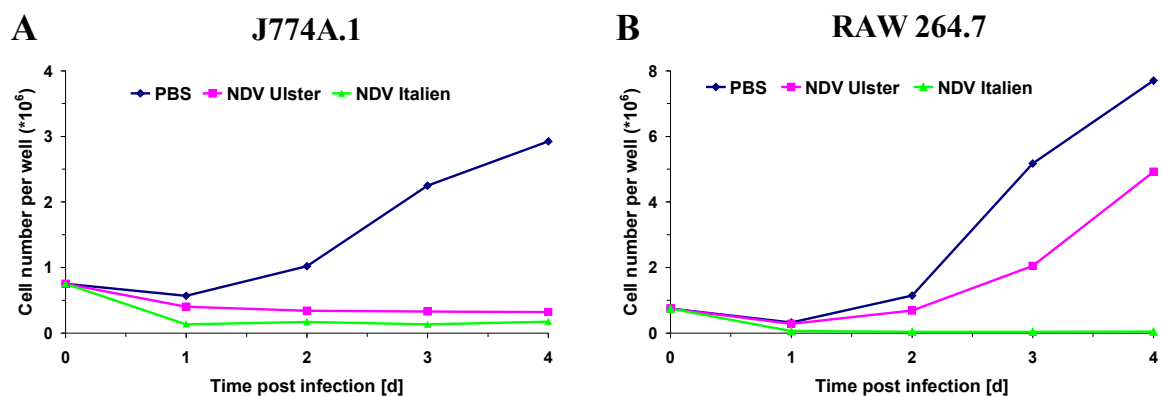 A J774A.1
PBS NDV Ulster NDV Italien
Cell number per well (*10⁶)
4
3
2
1
0
0 1 2 3 4
Time post infection [d]
B RAW 264.7
PBS NDV Ulster NDV Italien
Cell number per well (*10⁶)
8
6
4
2
0
0 1 2 3 4
Time post infection [d]